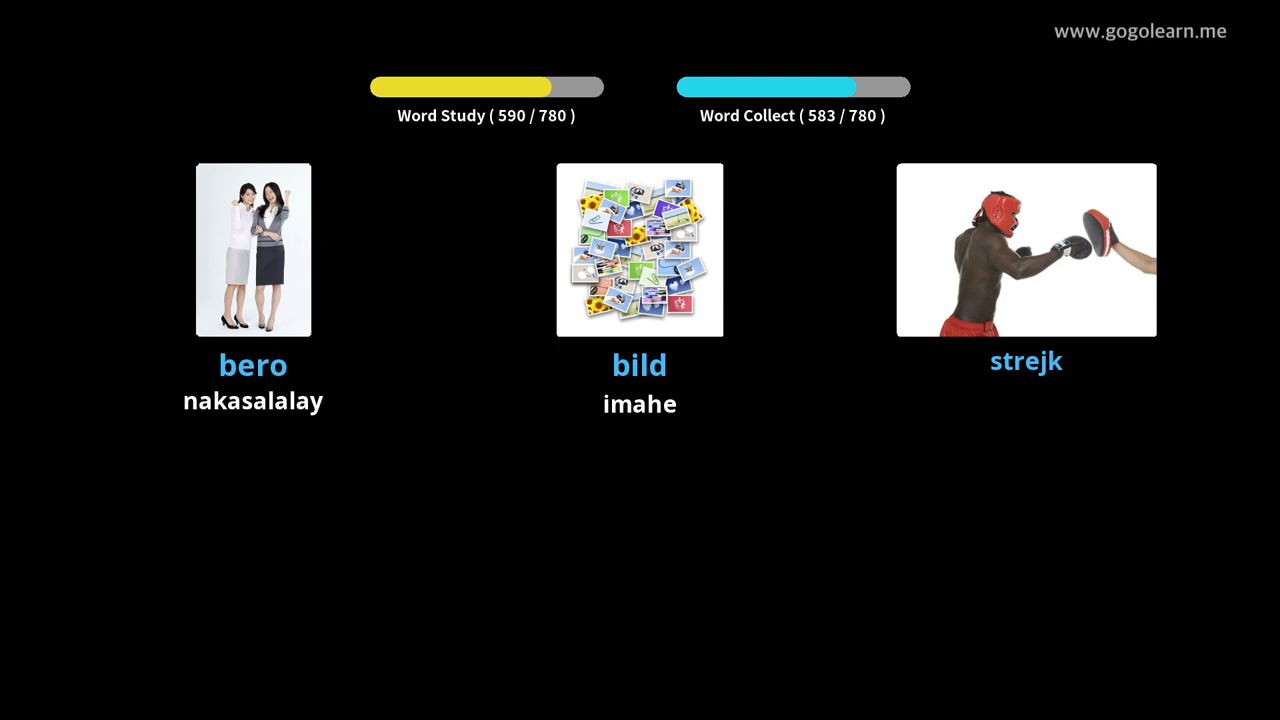 www.gogolearn.me
Word Study ( 590 / 780 )
Word Collect ( 583 / 780 )
bero
nakasalalay
bild
imahe
strejk